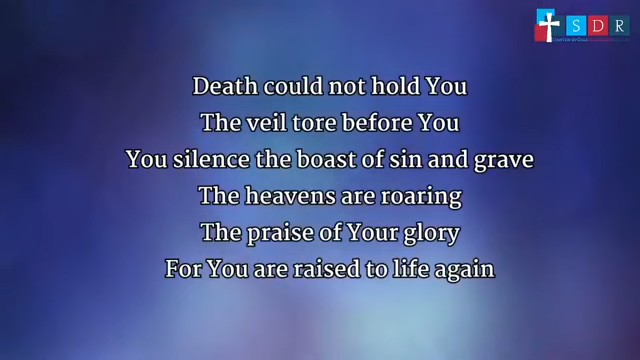 SDR
Death could not hold You
The veil tore before You
You silence the boast of sin and grave
The heavens are roaring
The praise of Your glory
For You are raised to life again